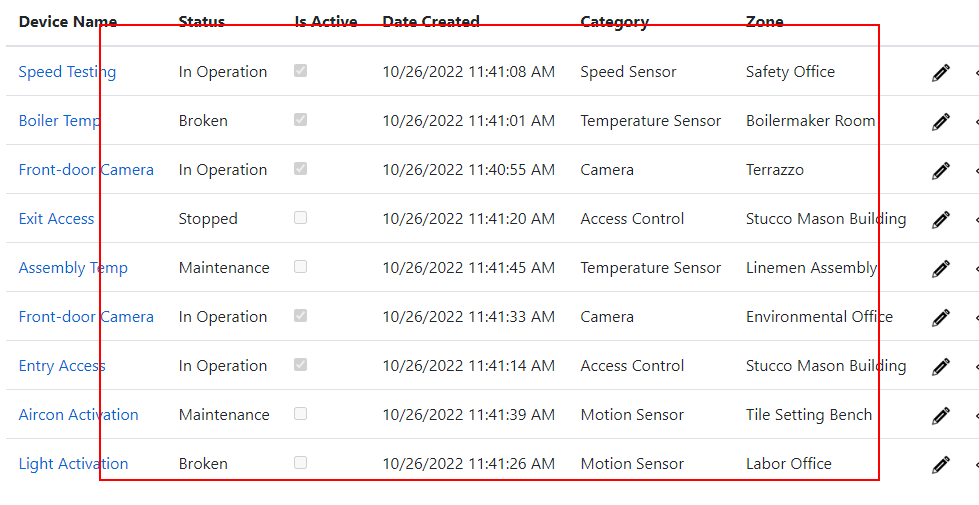 Device Name Status Is Active Date Created Category Zone
Speed Testing In Operation 10/26/2022 11:41:08 AM Speed Sensor Safety Office
Boiler Temp Broken 10/26/2022 11:41:01 AM Temperature Sensor Boilermaker Room
Front-door Camera In Operation 10/26/2022 11:40:55 AM Camera Terrazzo
Exit Access Stopped 10/26/2022 11:41:20 AM Access Control Stucco Mason Building
Assembly Temp Maintenance 10/26/2022 11:41:45 AM Temperature Sensor Linemen Assembly
Front-door Camera In Operation 10/26/2022 11:41:33 AM Camera Environmental Office
Entry Access In Operation 10/26/2022 11:41:14 AM Access Control Stucco Mason Building
Aircon Activation Maintenance 10/26/2022 11:41:39 AM Motion Sensor Tile Setting Bench
Light Activation Broken 10/26/2022 11:41:26 AM Motion Sensor Labor Office